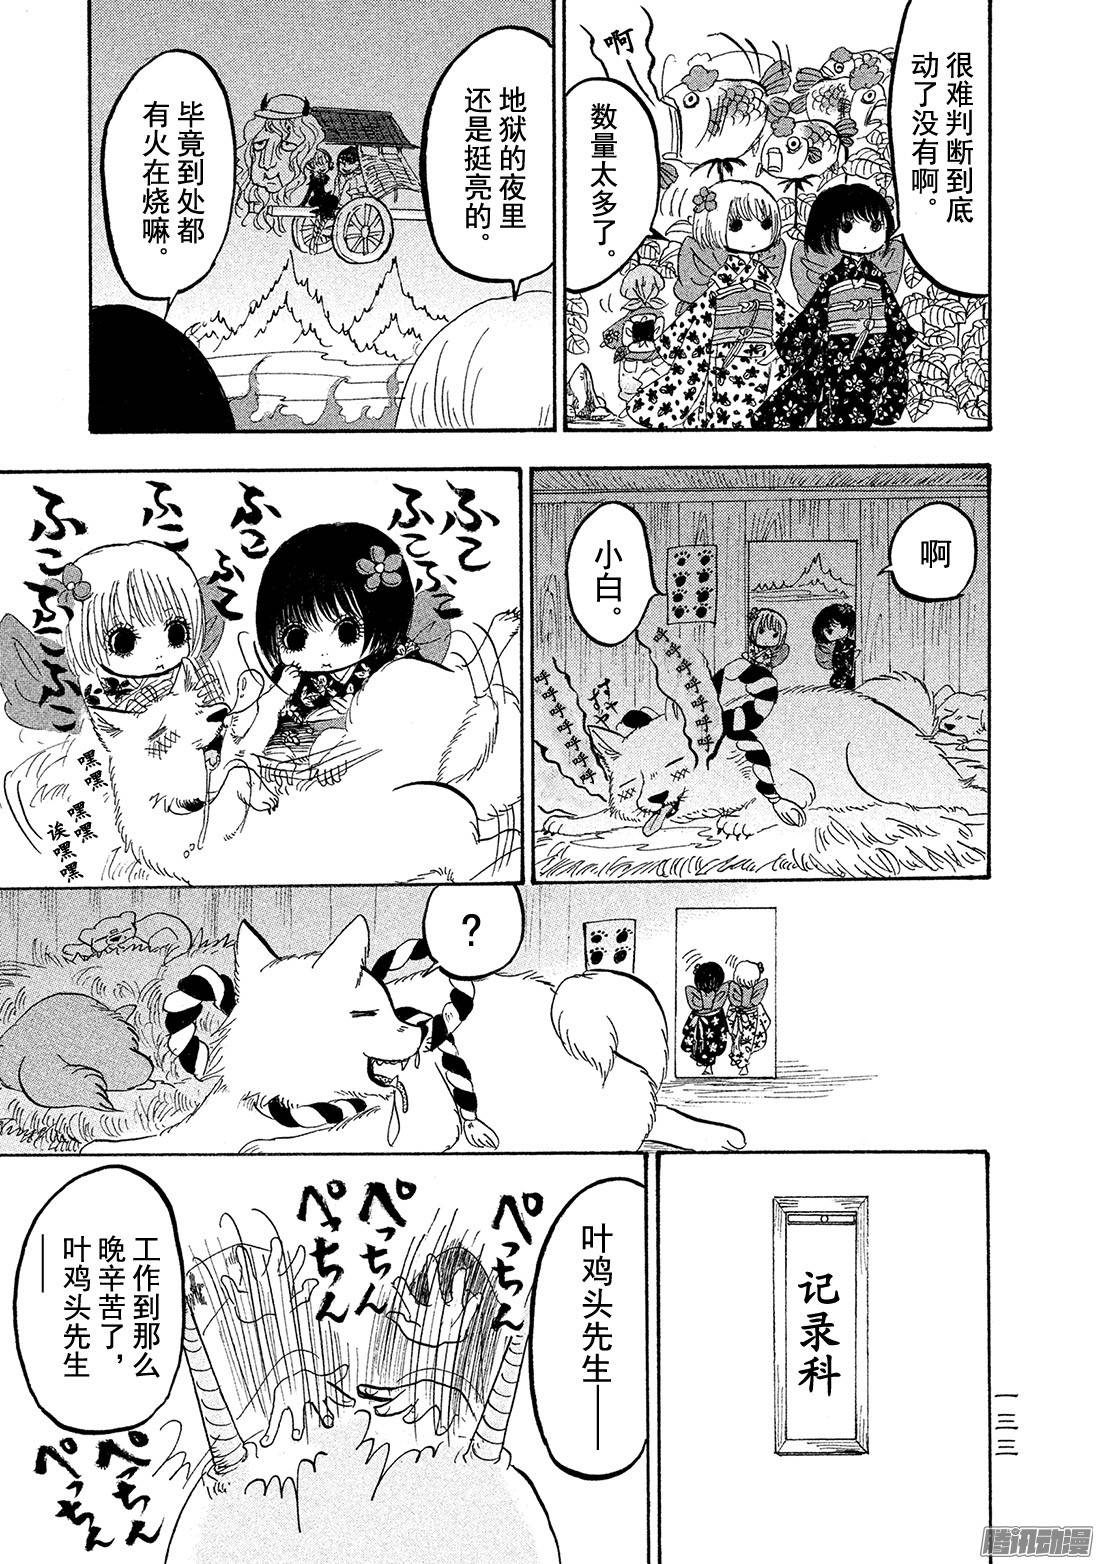 很难判断到底
动了没有啊。
啊
数量太多了.
地狱的夜里
还是挺亮的.
毕竟到处都
有火在烧嘛。
啊
小白。
呼呼呼呼呼呼
呼呼呼呼呼呼
ふこふこ
ふこふこ
ふこ
ふこ
ふこ
ふこふこふこ
嘿嘿
嘿嘿
诶嘿嘿
?
记录科
叶鸡头先生——
ぺっちん
ぺっちん
ぺっちん
工作到那么
晚辛苦了,
叶鸡头先生
——
ぺっちん
ぺっちん
一三三
腾讯动漫